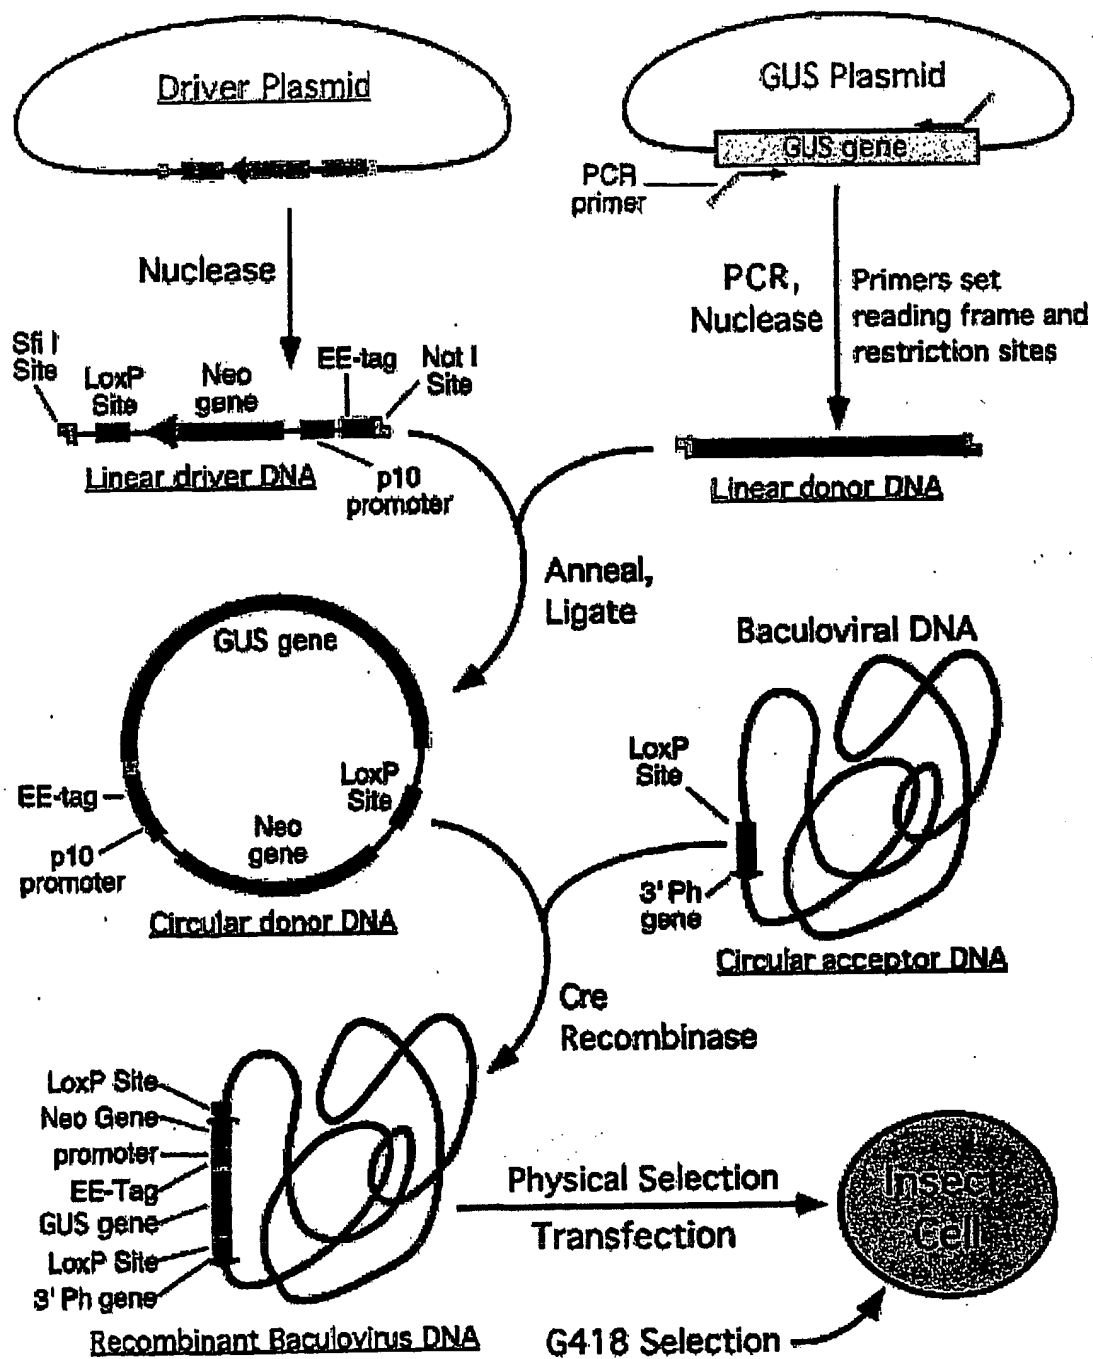 Driver Plasmid
GUS Plasmid
GUS gene
PCR
primer
Nuclease
PCR,
Nuclease
Primers set
reading frame and
restriction sites
Sfi I
Site
LoxP
Site
Neo
gene
EE-tag
Not I
Site
Linear driver DNA
p10
promoter
Linear donor DNA
Anneal,
Ligate
GUS gene
Baculoviral DNA
LoxP
Site
LoxP
Site
EE-tag
Neo
gene
p10
promoter
3' Ph
gene
Circular donor DNA
Circular acceptor DNA
Cre
Recombinase
LoxP Site
Neo Gene
promoter
EE-Tag
GUS gene
LoxP Site
3' Ph gene
Physical Selection
Transfection
Insect
Cell
Recombinant Baculovirus DNA
G418 Selection